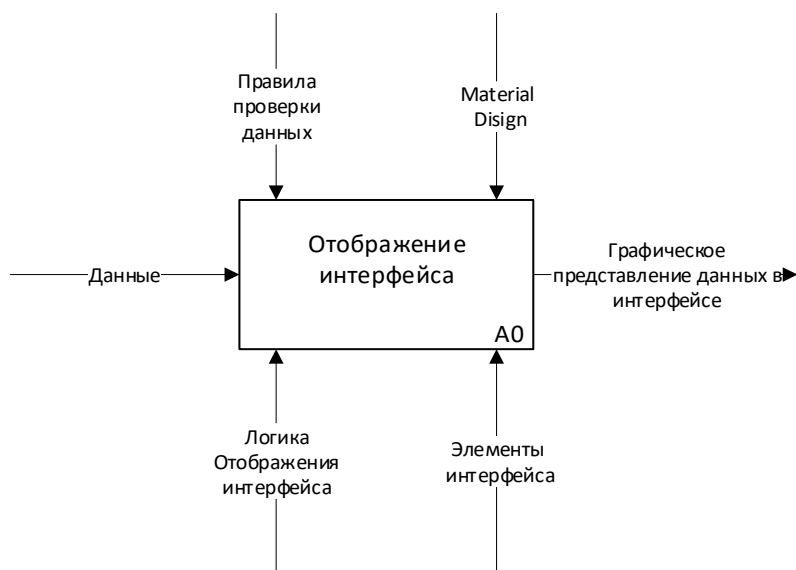 Правила
проверки
данных
Material
Disign
Отображение
интерфейса
A0
Данные
Графическое
представление данных в
интерфейсе
Логика
Отображения
интерфейса
Элементы
интерфейса